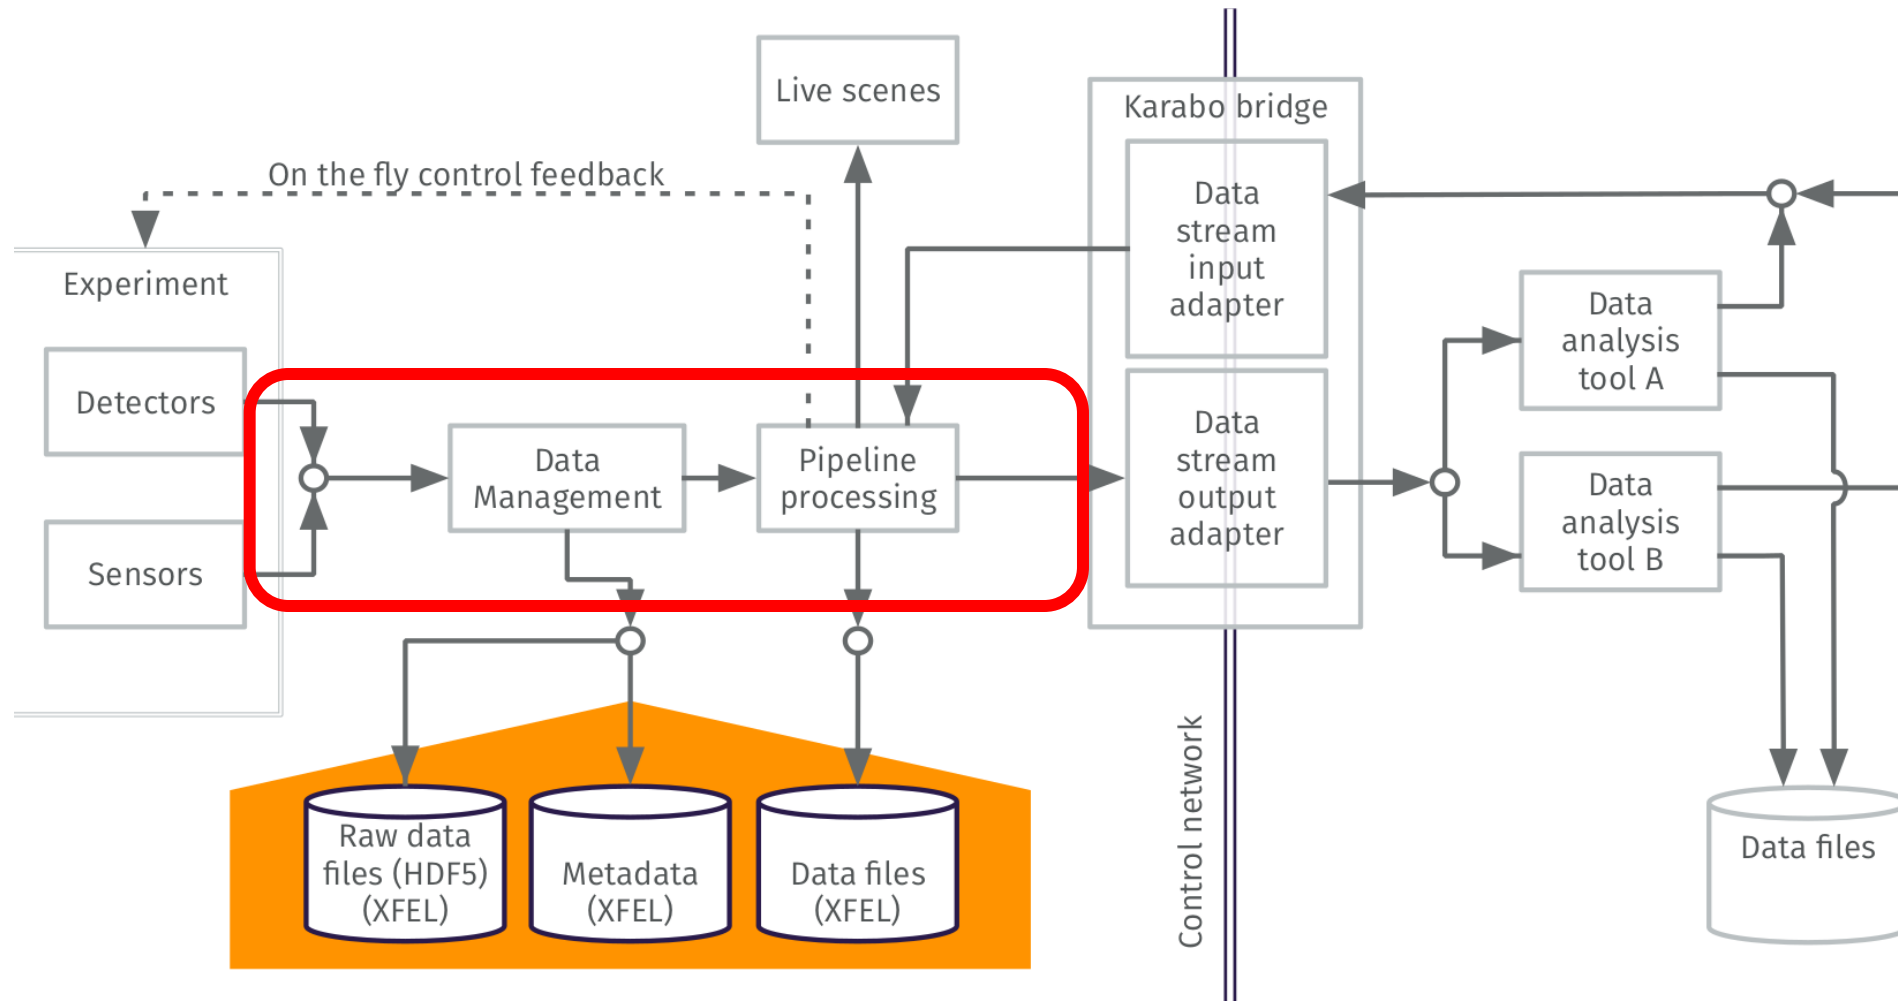 Live scenes
Karabo bridge
On the fly control feedback
Data
stream
input
adapter
Experiment
Detectors
Sensors
Data
Management
Pipeline
processing
Data
stream
output
adapter
Data
analysis
tool A
Data
analysis
tool B
Control network
Raw data
files (HDF5)
(XFEL)
Metadata
(XFEL)
Data files
(XFEL)
Data files